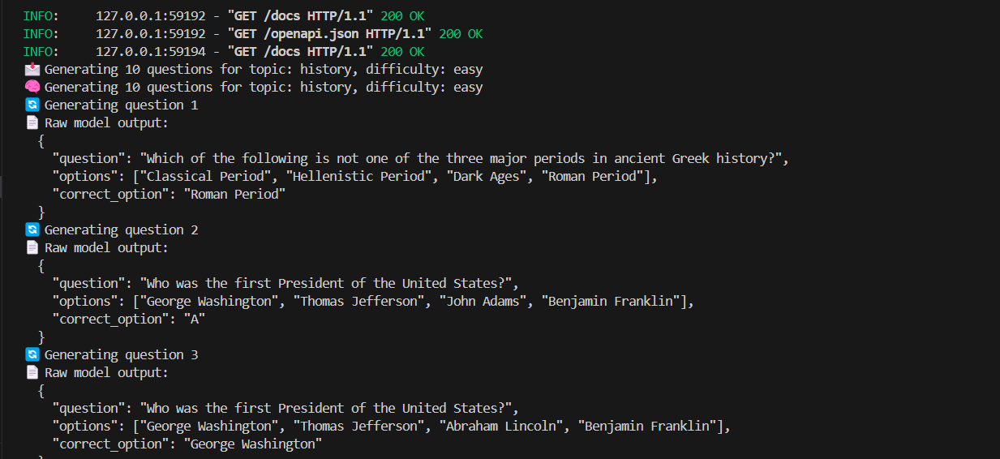 INFO:     127.0.0.1:59192 - "GET /docs HTTP/1.1" 200 OK
INFO:     127.0.0.1:59192 - "GET /openapi.json HTTP/1.1" 200 OK
INFO:     127.0.0.1:59194 - "GET /docs HTTP/1.1" 200 OK
📩 Generating 10 questions for topic: history, difficulty: easy
🧠 Generating 10 questions for topic: history, difficulty: easy
🔄 Generating question 1
📄 Raw model output:
  {
    "question": "Which of the following is not one of the three major periods in ancient Greek history?",
    "options": ["Classical Period", "Hellenistic Period", "Dark Ages", "Roman Period"],
    "correct_option": "Roman Period"
  }
🔄 Generating question 2
📄 Raw model output:
  {
    "question": "Who was the first President of the United States?",
    "options": ["George Washington", "Thomas Jefferson", "John Adams", "Benjamin Franklin"],
    "correct_option": "A"
  }
🔄 Generating question 3
📄 Raw model output:
  {
    "question": "Who was the first President of the United States?",
    "options": ["George Washington", "Thomas Jefferson", "Abraham Lincoln", "Benjamin Franklin"],
    "correct_option": "George Washington"
  }